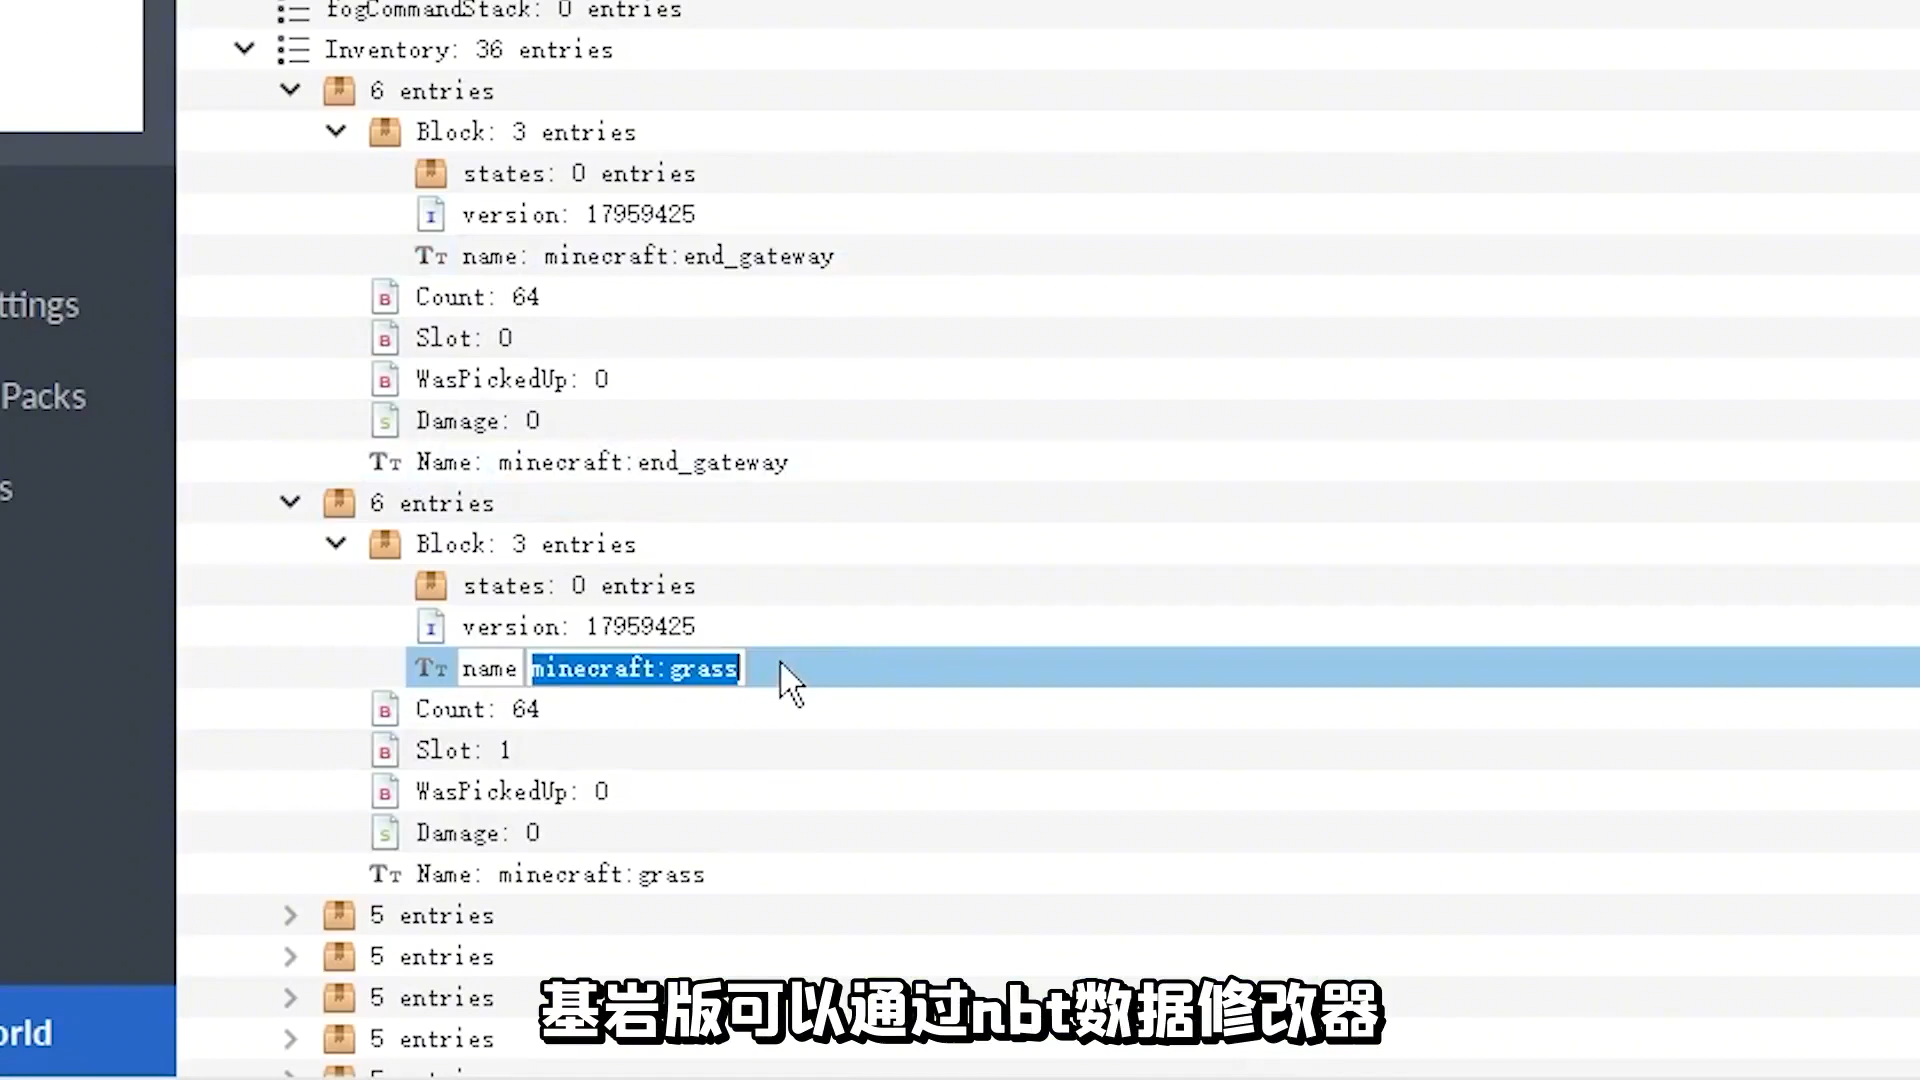 fogCommandStack: 0 entries
Inventory: 36 entries
6 entries
Block: 3 entries
states: 0 entries
version: 17959425
name: minecraft:end_gateway
Count: 64
Slot: 0
WasPickedUp: 0
Damage: 0
Name: minecraft:end_gateway
6 entries
Block: 3 entries
states: 0 entries
version: 17959425
name minecraft:grass
Count: 64
Slot: 1
WasPickedUp: 0
Damage: 0
Name: minecraft:grass
5 entries
5 entries
5 entries
5 entries
ttings
Packs
s
orld
基岩版可以通过nbt数据修改器